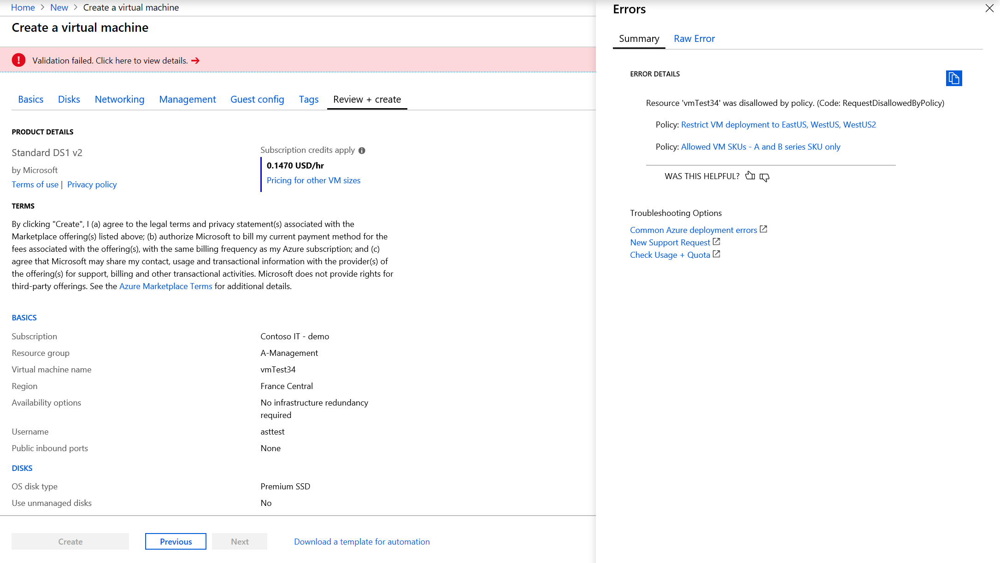 Home > New > Create a virtual machine
Create a virtual machine
Validation failed. Click here to view details.
Basics Disks Networking Management Guest config Tags Review + create
PRODUCT DETAILS
Standard DS1 v2
by Microsoft
Terms of use | Privacy policy
Subscription credits apply
0.1470 USD/hr
Pricing for other VM sizes
TERMS
By clicking "Create", I (a) agree to the legal terms and privacy statement(s) associated with the
Marketplace offering(s) listed above; (b) authorize Microsoft to bill my current payment method for the
fees associated with the offering(s), with the same billing frequency as my Azure subscription; and (c)
agree that Microsoft may share my contact, usage and transactional information with the provider(s) of
the offering(s) for support, billing and other transactional activities. Microsoft does not provide rights for
third-party offerings. See the Azure Marketplace Terms for additional details.
BASICS
Subscription Contoso IT - demo
Resource group A-Management
Virtual machine name vmTest34
Region France Central
Availability options No infrastructure redundancy
required
Username asttest
Public inbound ports None
DISKS
OS disk type Premium SSD
Use unmanaged disks No
Create Previous Next Download a template for automation
Errors
Summary Raw Error
ERROR DETAILS
Resource 'vmTest34' was disallowed by policy. (Code: RequestDisallowedByPolicy)
Policy: Restrict VM deployment to EastUS, WestUS, WestUS2
Policy: Allowed VM SKUs - A and B series SKU only
WAS THIS HELPFUL?
Troubleshooting Options
Common Azure deployment errors
New Support Request
Check Usage + Quota